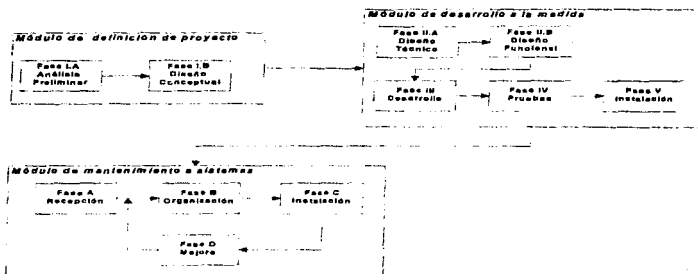 Módulo de definición de proyecto
Fase I.A
Análisis
Preliminar
Fase I.B
Diseño
Conceptual
Módulo de desarrollo a la medida
Fase II.A
Diseño
Técnico
Fase II.B
Diseño
Funcional
Fase III
Desarrollo
Fase IV
Pruebas
Fase V
Instalación
Módulo de mantenimiento a sistemas
Fase A
Recepción
Fase B
Organización
Fase C
Instalación
Fase D
Mejora